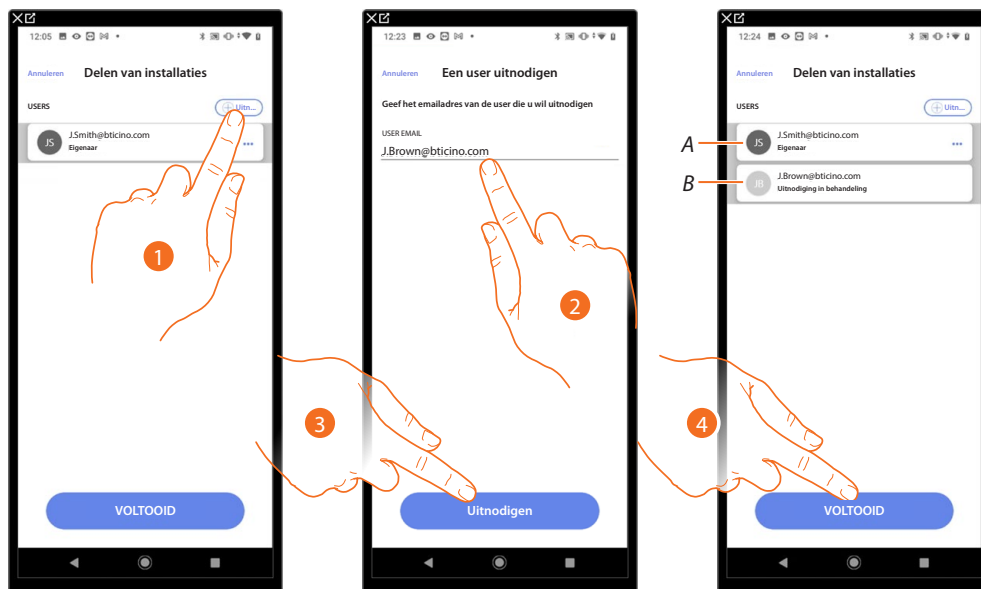 12:05
Annuleren Delen van installaties
USERS
Uitn...
JS
J.Smith@bticino.com
Eigenaar
1
VOLTOOID
12:23
Annuleren Een user uitnodigen
Geef het emailadres van de user die u wil uitnodigen
USER EMAIL
J.Brown@bticino.com
2
3
Uitnodigen
12:24
Annuleren Delen van installaties
USERS
Uitn...
A
JS
J.Smith@bticino.com
Eigenaar
B
JB
J.Brown@bticino.com
Uitnodiging in behandeling
4
VOLTOOID